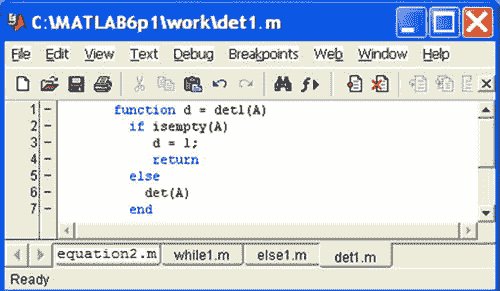 C:\MATLAB6p1\work\det1.m
File Edit View Text Debug Breakpoints Web Window Help
1 - function d = det1(A)
2 - if isempty(A)
3 - d = 1;
4 - return
5 - else
6 - det(A)
7 - end
equation2.m while1.m else1.m det1.m
Ready